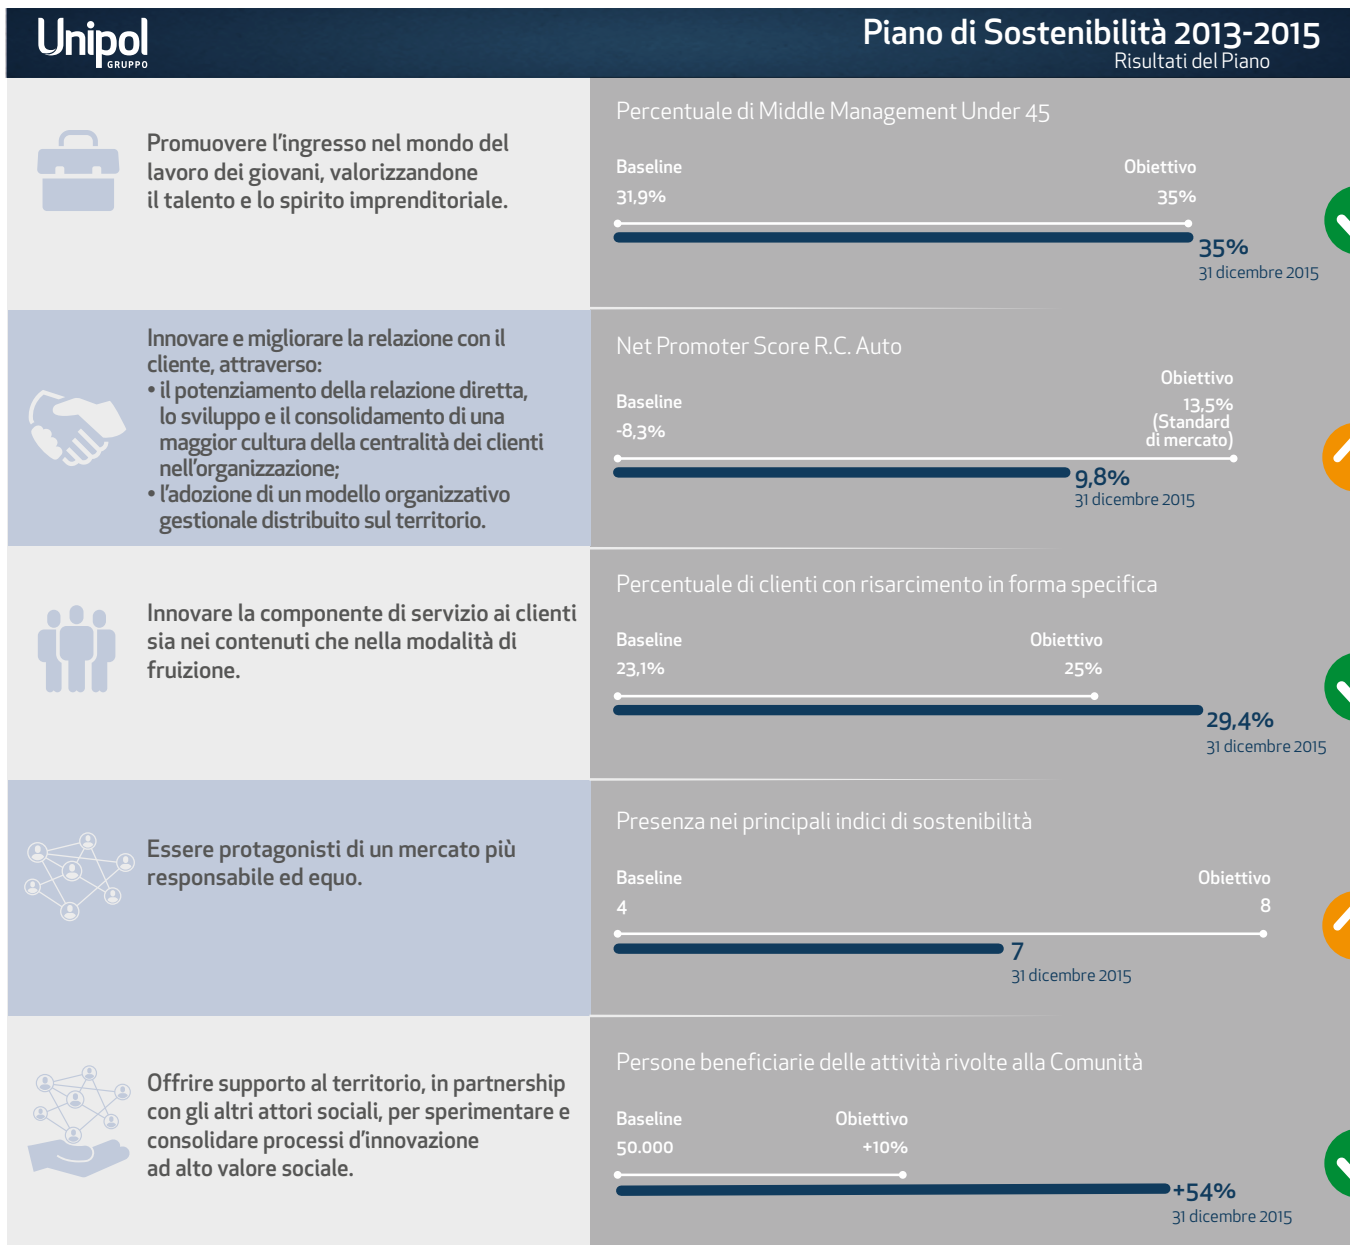 Unipol
GRUPPO
Piano di Sostenibilità 2013-2015
Risultati del Piano
Promuovere l'ingresso nel mondo del
lavoro dei giovani, valorizzandone
il talento e lo spirito imprenditoriale.
Percentuale di Middle Management Under 45
Baseline
Obiettivo
31,9%
35%
35%
31 dicembre 2015
Innovare e migliorare la relazione con il
cliente, attraverso:
• il potenziamento della relazione diretta,
lo sviluppo e il consolidamento di una
maggior cultura della centralità dei clienti
nell'organizzazione;
• l'adozione di un modello organizzativo
gestionale distribuito sul territorio.
Net Promoter Score R.C. Auto
Baseline
-8,3%
Obiettivo
13,5%
(Standard
di mercato)
9,8%
31 dicembre 2015
Innovare la componente di servizio ai clienti
sia nei contenuti che nella modalità di
fruizione.
Percentuale di clienti con risarcimento in forma specifica
Baseline
Obiettivo
23,1%
25%
29,4%
31 dicembre 2015
Essere protagonisti di un mercato più
responsabile ed equo.
Presenza nei principali indici di sostenibilità
Baseline
Obiettivo
4
8
7
31 dicembre 2015
Offrire supporto al territorio, in partnership
con gli altri attori sociali, per sperimentare e
consolidare processi d'innovazione
ad alto valore sociale.
Persone beneficiarie delle attività rivolte alla Comunità
Baseline
Obiettivo
50.000
+10%
+54%
31 dicembre 2015